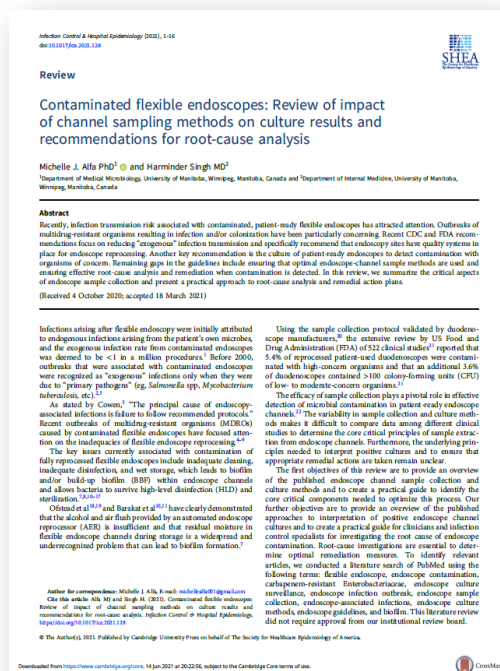 Infection Control & Hospital Epidemiology (2021), 1–16
doi:10.1017/ice.2021.128
SHEA
Review
Contaminated flexible endoscopes: Review of impact
of channel sampling methods on culture results and
recommendations for root-cause analysis
Michelle J. Alfa PhD1 and Harminder Singh MD2
1Department of Medical Microbiology, University of Manitoba, Winnipeg, Manitoba, Canada and 2Department of Internal Medicine, University of Manitoba,
Winnipeg, Manitoba, Canada
Abstract
Recently, infection transmission risk associated with contaminated, patient-ready flexible endoscopes has attracted attention. Outbreaks of
multidrug-resistant organisms resulting in infection and/or colonization have been particularly concerning. Recent CDC and FDA recom-
mendations focus on reducing “exogenous” infection transmission and specifically recommend that endoscopy sites have quality systems in
place for endoscope reprocessing. Another key recommendation is the culture of patient-ready endoscopes to detect contamination with
organisms of concern. Remaining gaps in the guidelines include ensuring that optimal endoscope-channel sample methods are used and
ensuring effective root-cause analysis and remediation when contamination is detected. In this review, we summarize the critical aspects
of endoscope sample collection and present a practical approach to root-cause analysis and remedial action plans.
(Received 4 October 2020; accepted 18 March 2021)
Infections arising after flexible endoscopy were initially attributed
to endogenous infections arising from the patient’s own microbes,
and the exogenous infection rate from contaminated endoscopes
was deemed to be <1 in a million procedures.1 Before 2000,
outbreaks that were associated with contaminated endoscopes
were recognized as “exogenous” infections only when they were
due to “primary pathogens” (eg, Salmonella spp, Mycobacterium
tuberculosis, etc).2,3
As stated by Cowen,3 “The principal cause of endoscopy-
associated infections is failure to follow recommended protocols.”
Recent outbreaks of multidrug-resistant organisms (MDROs)
caused by contaminated flexible endoscopes have focused atten-
tion on the inadequacies of flexible endoscope reprocessing.4–9
The key issues currently associated with contamination of
fully reprocessed flexible endoscopes include inadequate cleaning,
inadequate disinfection, and wet storage, which leads to biofilm
and/or build-up biofilm (BBF) within endoscope channels
and allows bacteria to survive high-level disinfection (HLD) and
sterilization.7,8,10–17
Ofstead et al18,19 and Barakat et al10,11 have clearly demonstrated
that the alcohol and air flush provided by an automated endoscope
reprocessor (AER) is insufficient and that residual moisture in
flexible endoscope channels during storage is a widespread and
underrecognized problem that can lead to biofilm formation.7
Author for correspondence: Michelle J. Alfa, E-mail: michellealfa001@gmail.com
Cite this article: Alfa MJ and Singh H. (2021). Contaminated flexible endoscopes:
Review of impact of channel sampling methods on culture results and
recommendations for root-cause analysis. Infection Control & Hospital Epidemiology,
https://doi.org/10.1017/ice.2021.128
Using the sample collection protocol validated by duodeno-
scope manufacturers,20 the extensive review by US Food and
Drug Administration (FDA) of 522 clinical studies21 reported that
5.4% of reprocessed patient-used duodenoscopes were contami-
nated with high-concern organisms and that an additional 3.6%
of duodenoscopes contained >100 colony-forming units (CFU)
of low- to moderate-concern organisms.21
The efficacy of sample collection plays a pivotal role in effective
detection of microbial contamination in patient-ready endoscope
channels.22 The variability in sample collection and culture meth-
ods makes it difficult to compare data among different clinical
studies to determine the core critical principles of sample extrac-
tion from endoscope channels. Furthermore, the underlying prin-
ciples needed to interpret positive cultures and to ensure that
appropriate remedial actions are taken remain unclear.
The first objectives of this review are to provide an overview
of the published endoscope channel sample collection and
culture methods and to create a practical guide to identify the
core critical components needed to optimize this process. Our
further objectives are to provide an overview of the published
approaches to interpretation of positive endoscope channel
cultures and to create a practical guide for clinicians and infection
control specialists for investigating the root cause of endoscope
contamination. Root-cause investigations are essential to deter-
mine optimal remediation measures. To identify relevant
articles, we conducted a literature search of PubMed using the
following terms: flexible endoscope, endoscope contamination,
carbapenem-resistant Enterobacteriaceae, endoscope culture
surveillance, endoscope infection outbreak, endoscope sample
collection, endoscope-associated infections, endoscope culture
methods, endoscope guidelines, and biofilm. This literature review
did not require approval from our institutional review board.
© The Author(s), 2021. Published by Cambridge University Press on behalf of The Society for Healthcare Epidemiology of America.
Downloaded from https://www.cambridge.org/core. 14 Jun 2021 at 20:22:56, subject to the Cambridge Core terms of use.
CrossMark